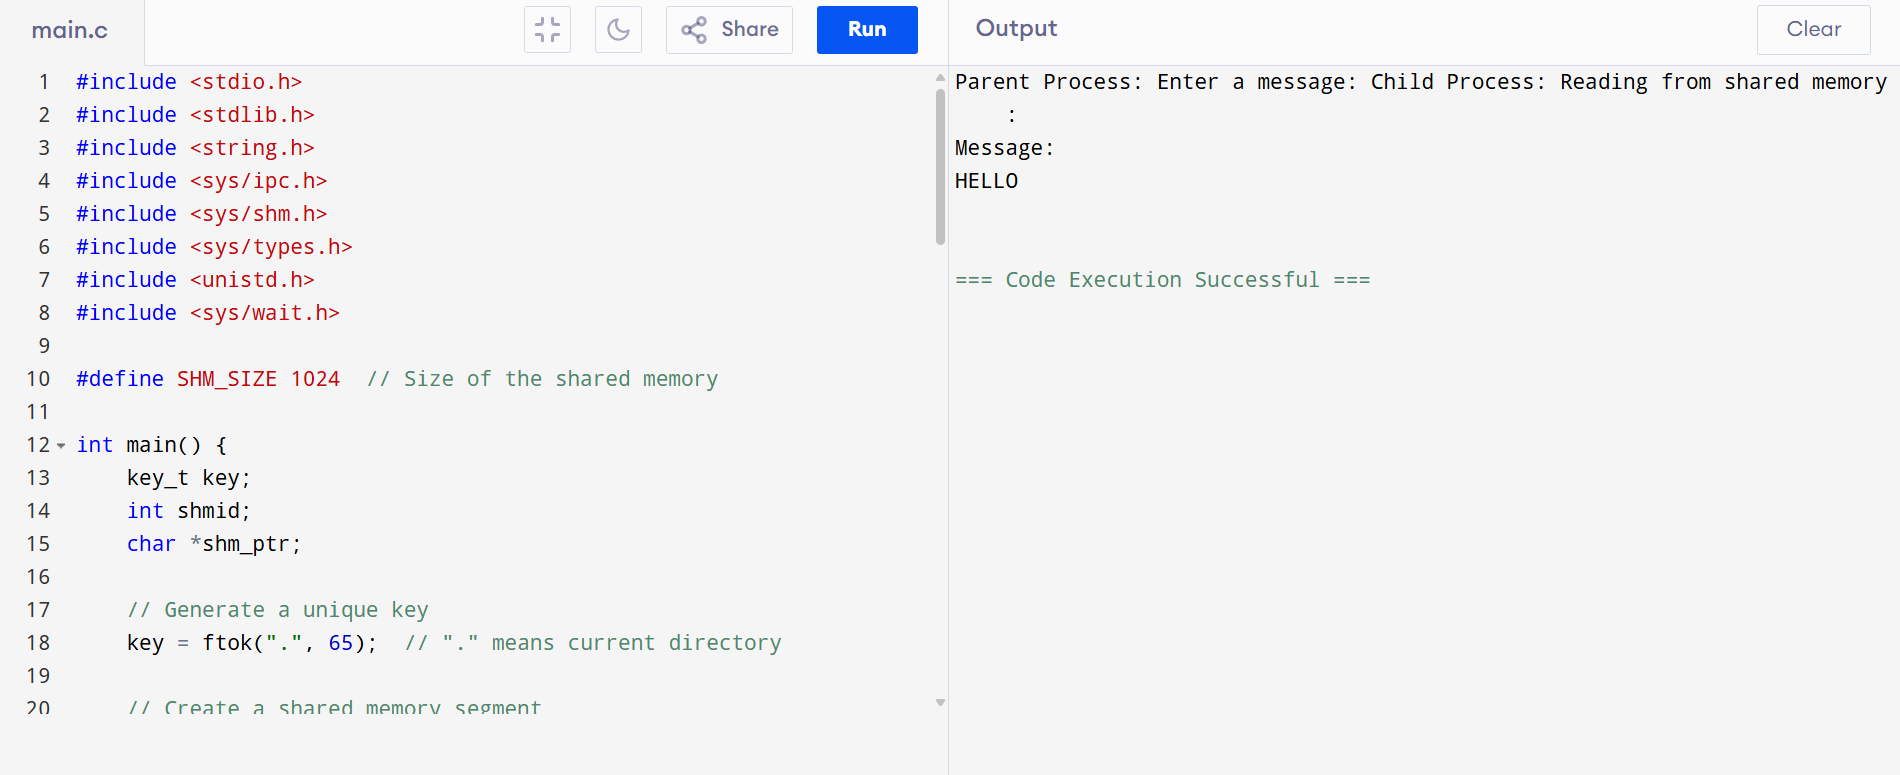 main.c
Share
Run
1 #include <stdio.h>
2 #include <stdlib.h>
3 #include <string.h>
4 #include <sys/ipc.h>
5 #include <sys/shm.h>
6 #include <sys/types.h>
7 #include <unistd.h>
8 #include <sys/wait.h>
9
10 #define SHM_SIZE 1024  // Size of the shared memory
11
12 int main() {
13     key_t key;
14     int shmid;
15     char *shm_ptr;
16
17     // Generate a unique key
18     key = ftok(".", 65);  // "." means current directory
19
20     // Create a shared memory segment
Output
Clear
Parent Process: Enter a message: Child Process: Reading from shared memory
    :
Message:
HELLO
=== Code Execution Successful ===